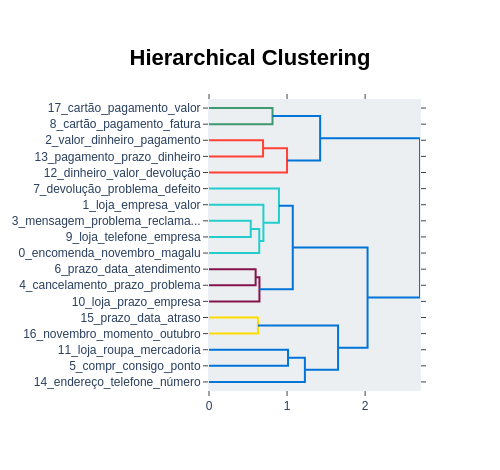 Hierarchical Clustering
17_cartão_pagamento_valor
8_cartão_pagamento_fatura
2_valor_dinheiro_pagamento
13_pagamento_prazo_dinheiro
12_dinheiro_valor_devolução
7_devolução_problema_defeito
1_loja_empresa_valor
3_mensagem_problema_reclama...
9_loja_telefone_empresa
0_encomenda_novembro_magalu
6_prazo_data_atendimento
4_cancelamento_prazo_problema
10_loja_prazo_empresa
15_prazo_data_atraso
16_novembro_momento_outubro
11_loja_roupa_mercadoria
5_compr_consigo_ponto
14_endereço_telefone_número
0 1 2